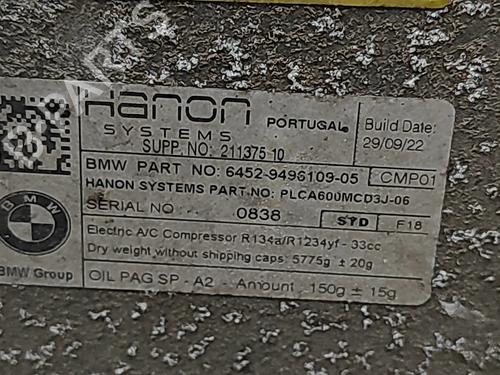 Hanon
SYSTEMS
PORTUGAL
Build Date:
29/09/22
SUPP. NO: 211375 10
BMW PART NO: 6452-9496109-05
CMP01
HANON SYSTEMS PART NO: PLCA600MCD3J-06
SERIAL NO: 0838
STD
F18
Electric A/C Compressor R134a/R1234yf - 33cc
Dry weight without shipping caps: 5775g ± 20g
OIL PAG SP - A2 - Amount : 150g ± 15g
BMW
BMW Group